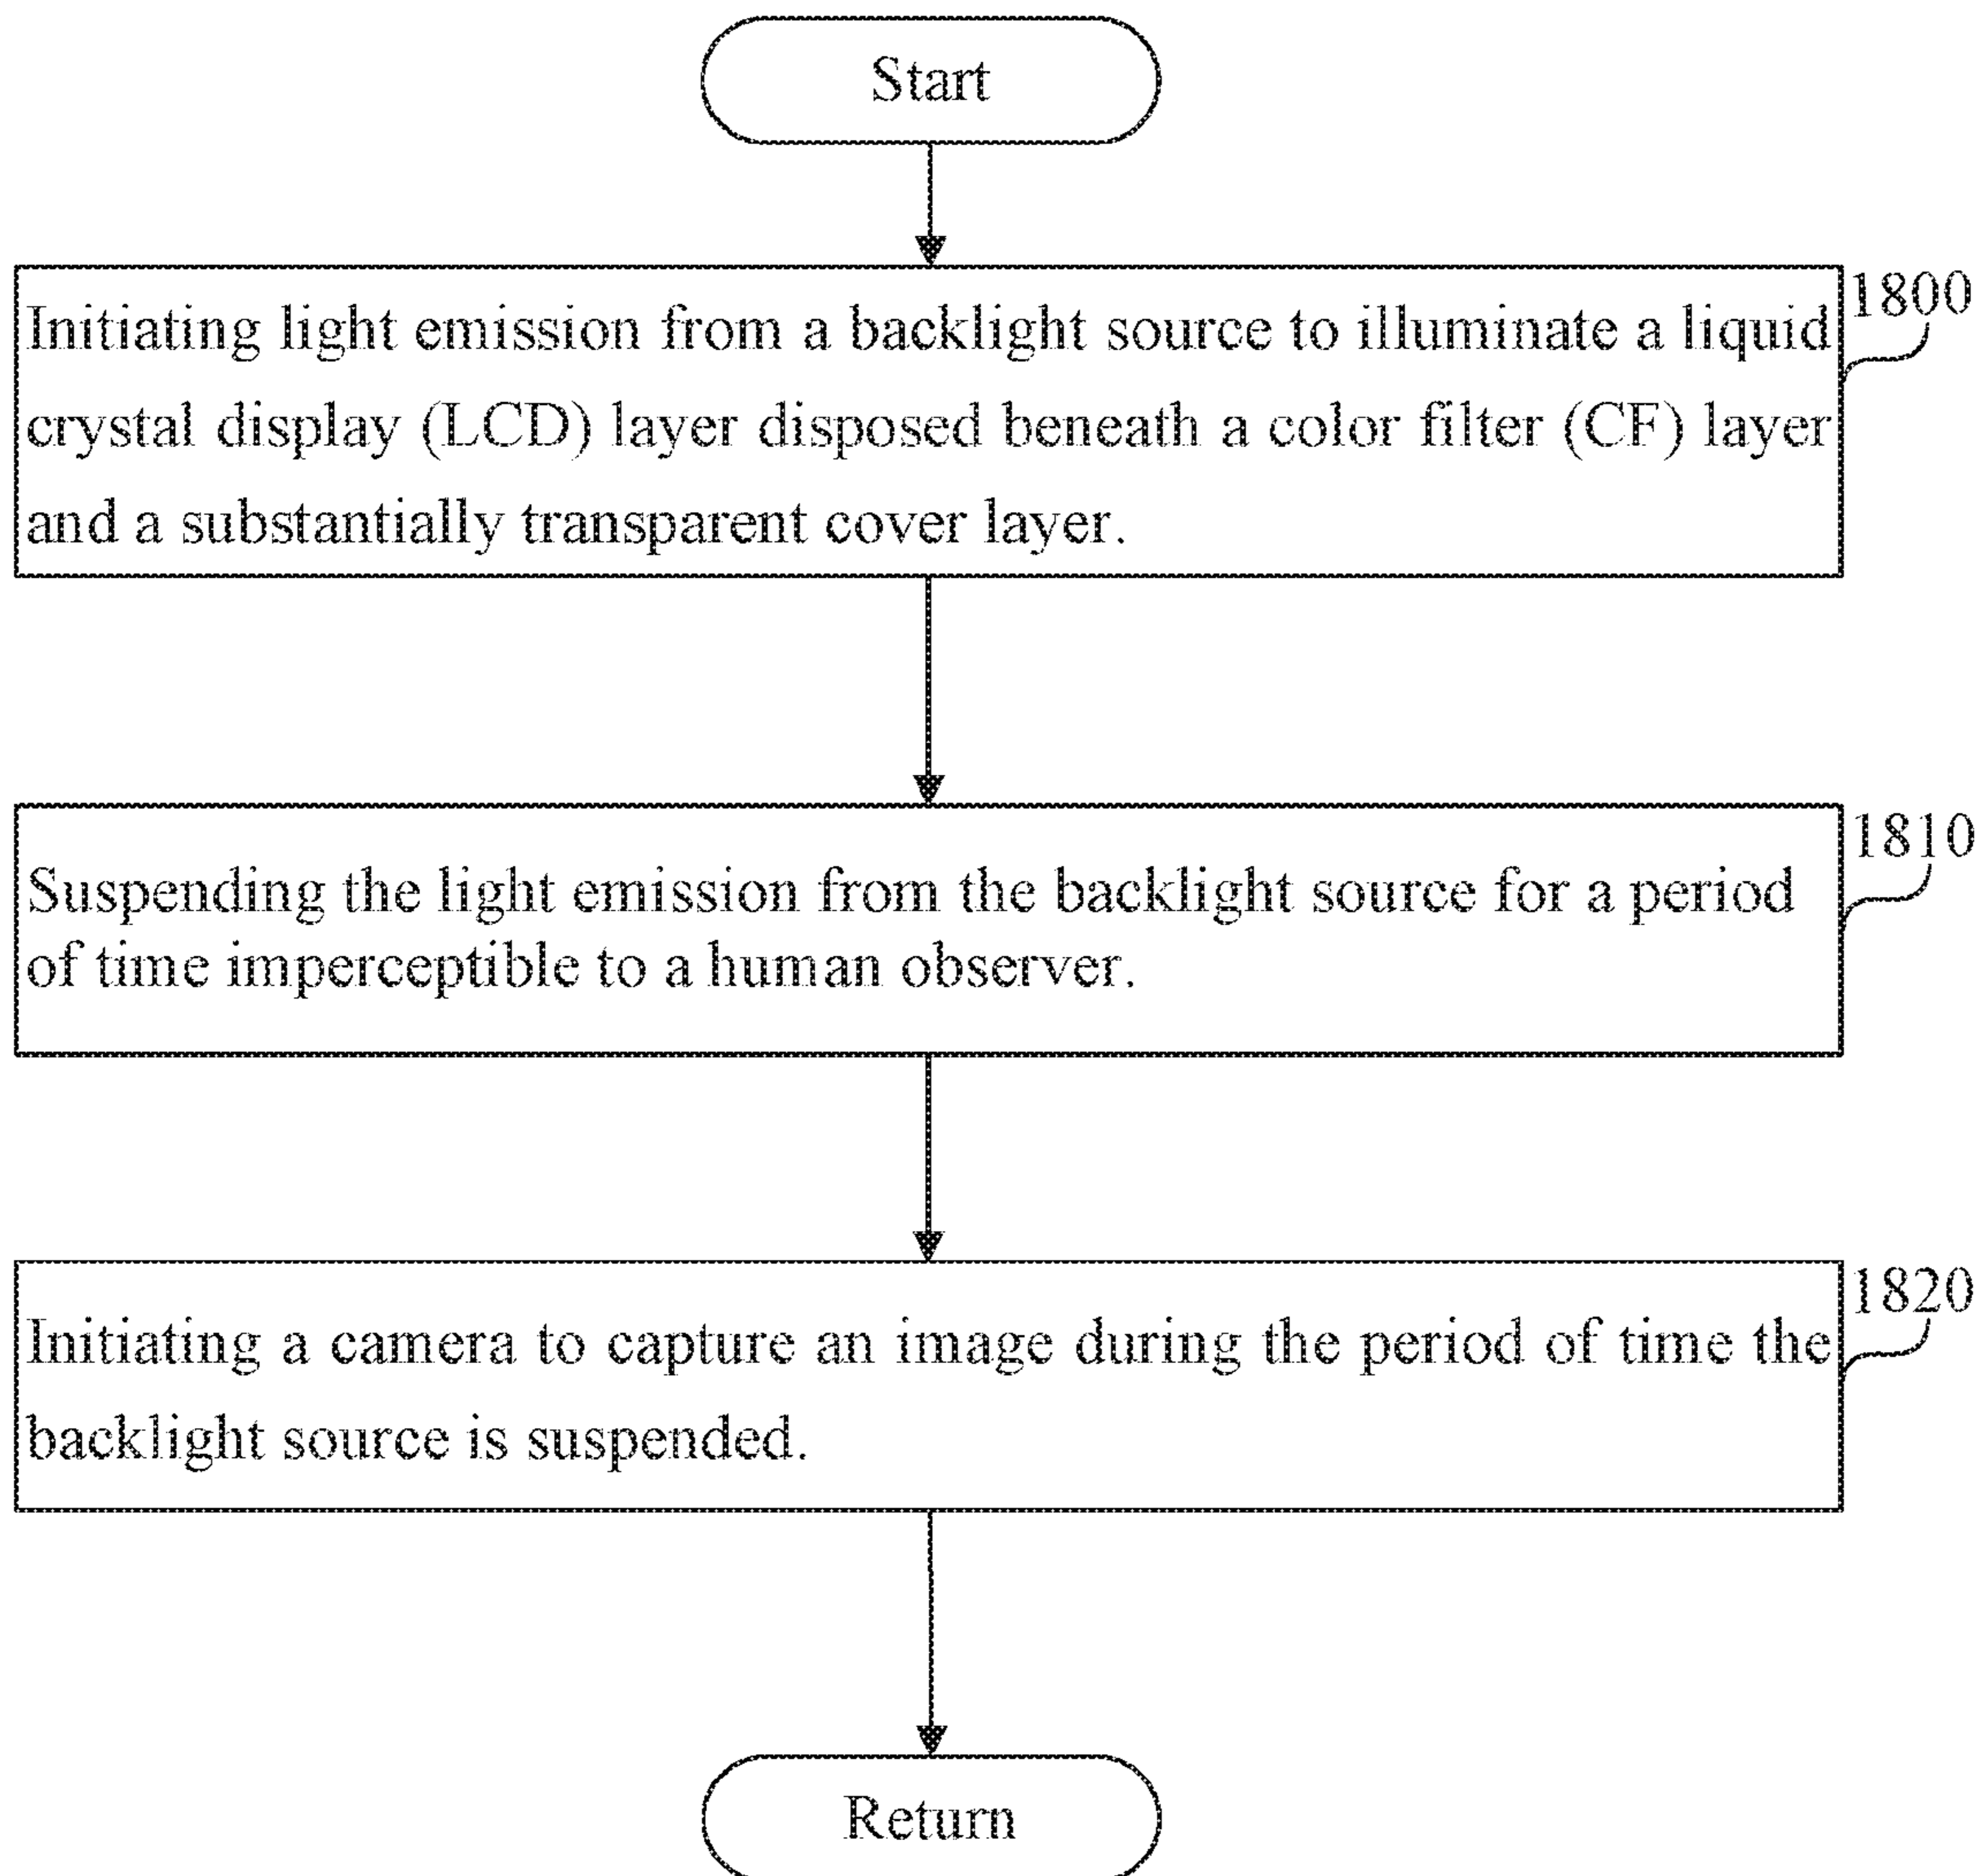 Start
1800
Initiating light emission from a backlight source to illuminate a liquid
crystal display (LCD) layer disposed beneath a color filter (CF) layer
and a substantially transparent cover layer.
1810
Suspending the light emission from the backlight source for a period
of time imperceptible to a human observer.
1820
Initiating a camera to capture an image during the period of time the
backlight source is suspended.
Return